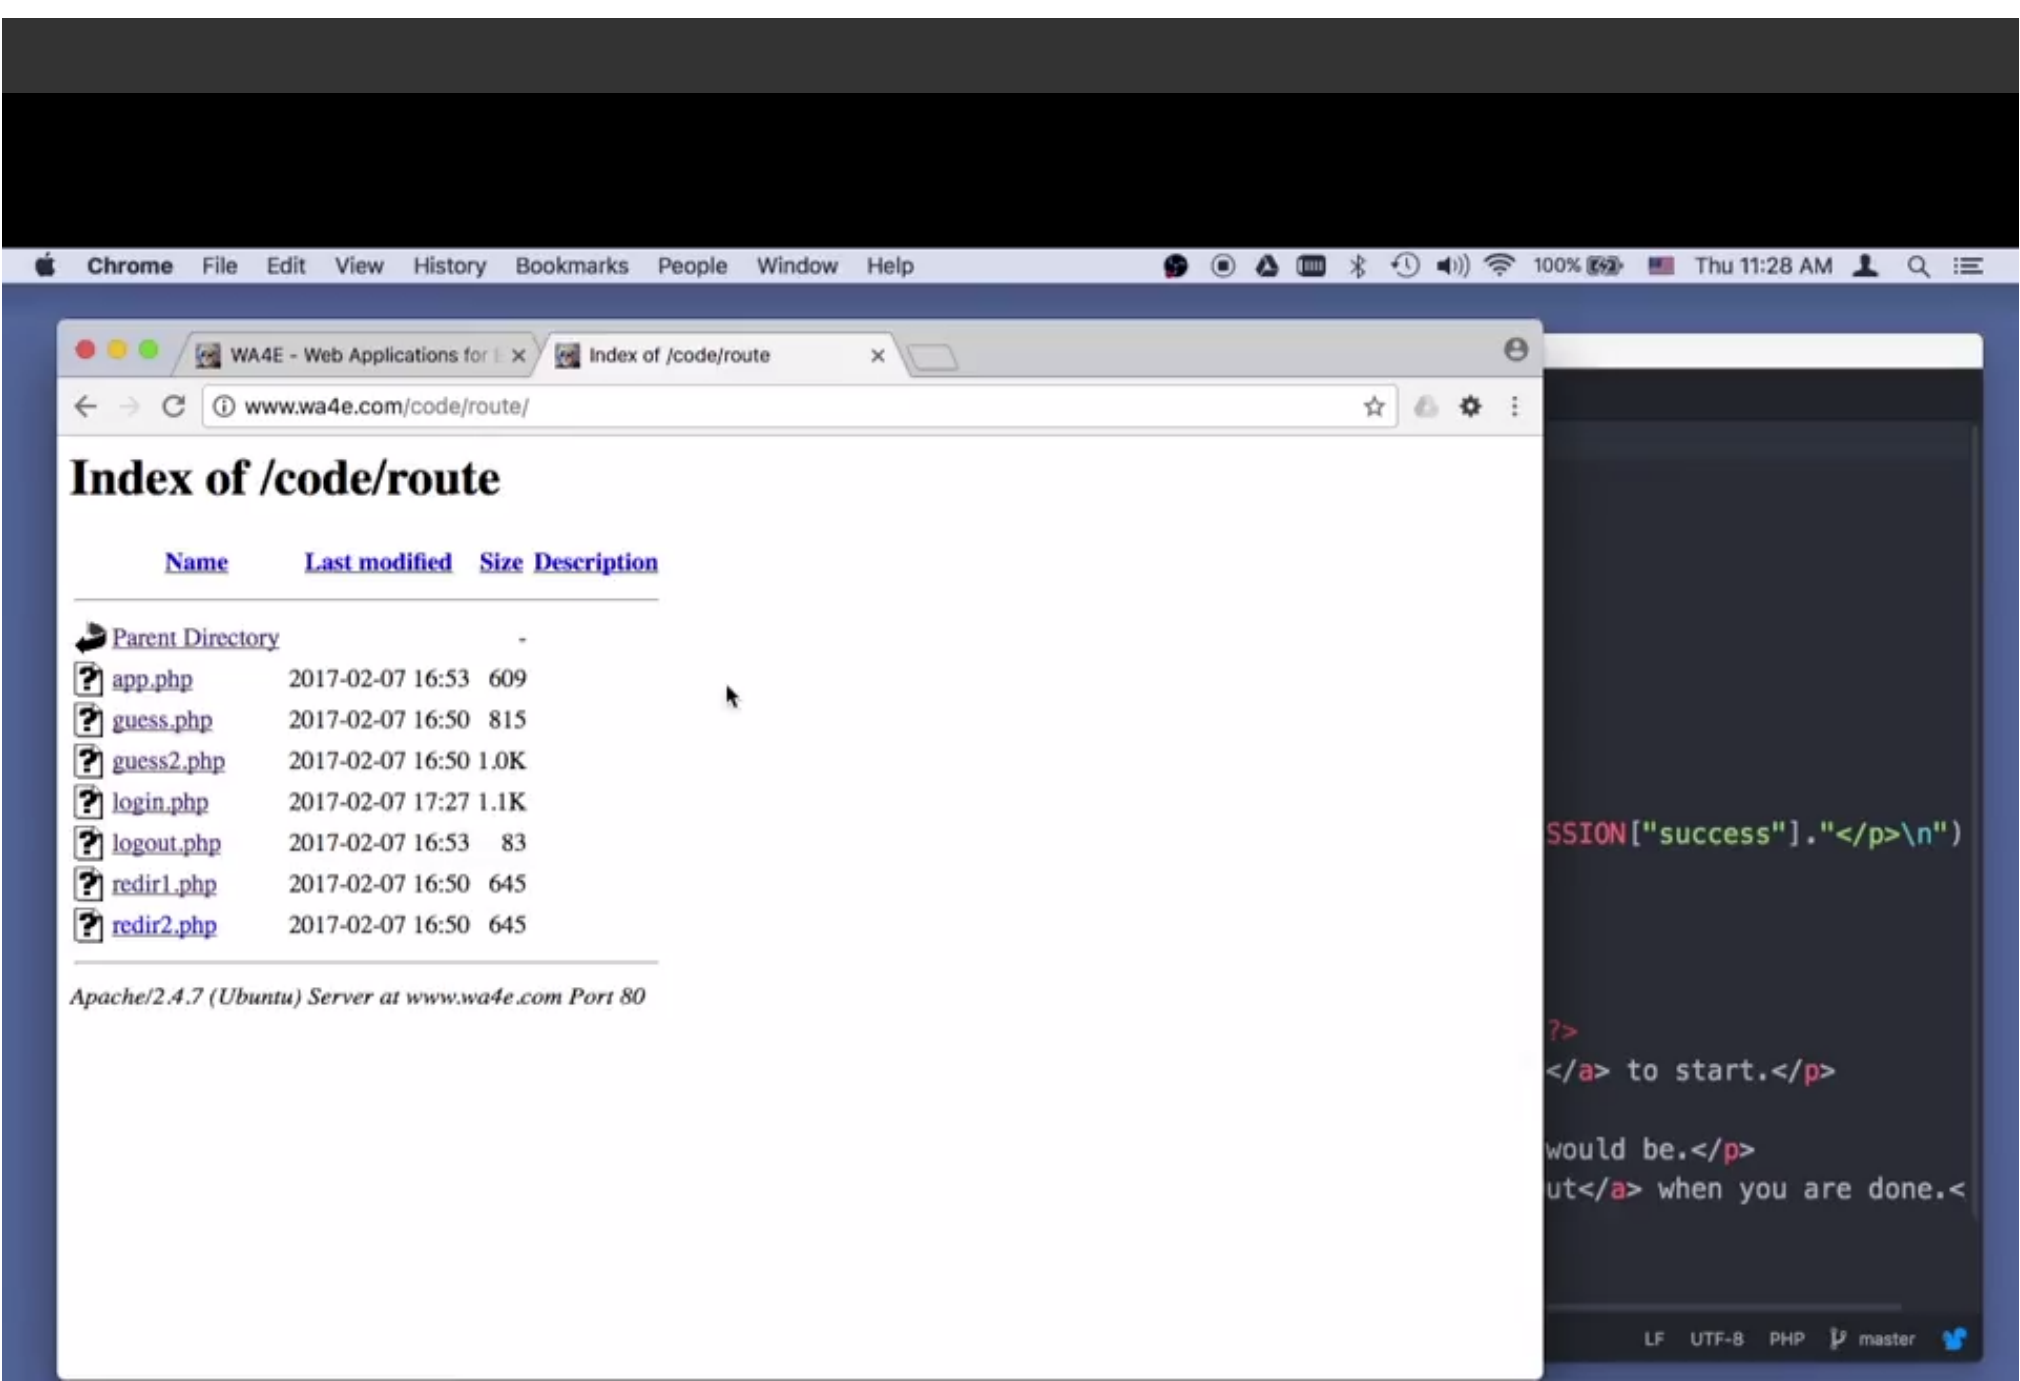 Chrome File Edit View History Bookmarks People Window Help 100% Thu 11:28 AM
WA4E - Web Applications for Index of /code/route
www.wa4e.com/code/route/
Index of /code/route
Name Last modified Size Description
Parent Directory -
app.php 2017-02-07 16:53 609
guess.php 2017-02-07 16:50 815
guess2.php 2017-02-07 16:50 1.0K
login.php 2017-02-07 17:27 1.1K
logout.php 2017-02-07 16:53 83
redir1.php 2017-02-07 16:50 645
redir2.php 2017-02-07 16:50 645
Apache/2.4.7 (Ubuntu) Server at www.wa4e.com Port 80
SSION["success"]."</p>\n")
?>
</a> to start.</p>
would be.</p>
ut</a> when you are done.<
LF UTF-8 PHP master